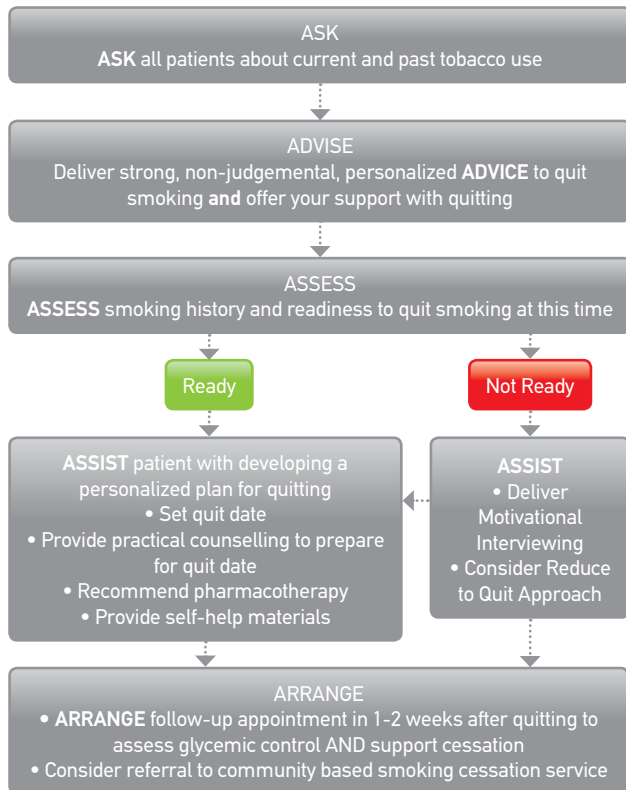 ASK
ASK all patients about current and past tobacco use
ADVISE
Deliver strong, non-judgemental, personalized ADVICE to quit
smoking and offer your support with quitting
ASSESS
ASSESS smoking history and readiness to quit smoking at this time
Ready
Not Ready
ASSIST patient with developing a
personalized plan for quitting
• Set quit date
• Provide practical counselling to prepare
for quit date
• Recommend pharmacotherapy
• Provide self-help materials
ASSIST
• Deliver
Motivational
Interviewing
• Consider Reduce
to Quit Approach
ARRANGE
• ARRANGE follow-up appointment in 1-2 weeks after quitting to
assess glycemic control AND support cessation
• Consider referral to community based smoking cessation service